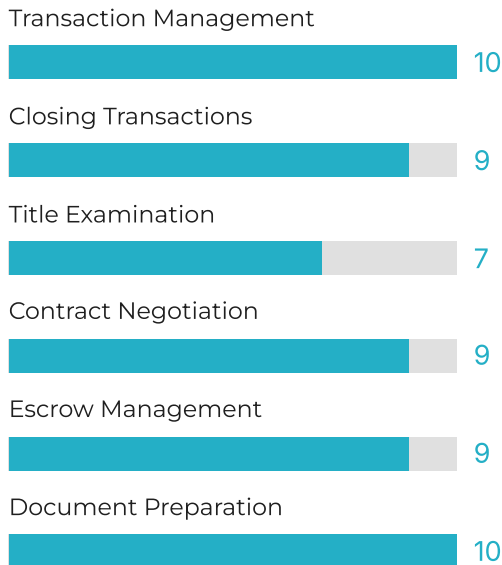 Transaction Management
10
Closing Transactions
9
Title Examination
7
Contract Negotiation
9
Escrow Management
9
Document Preparation
10